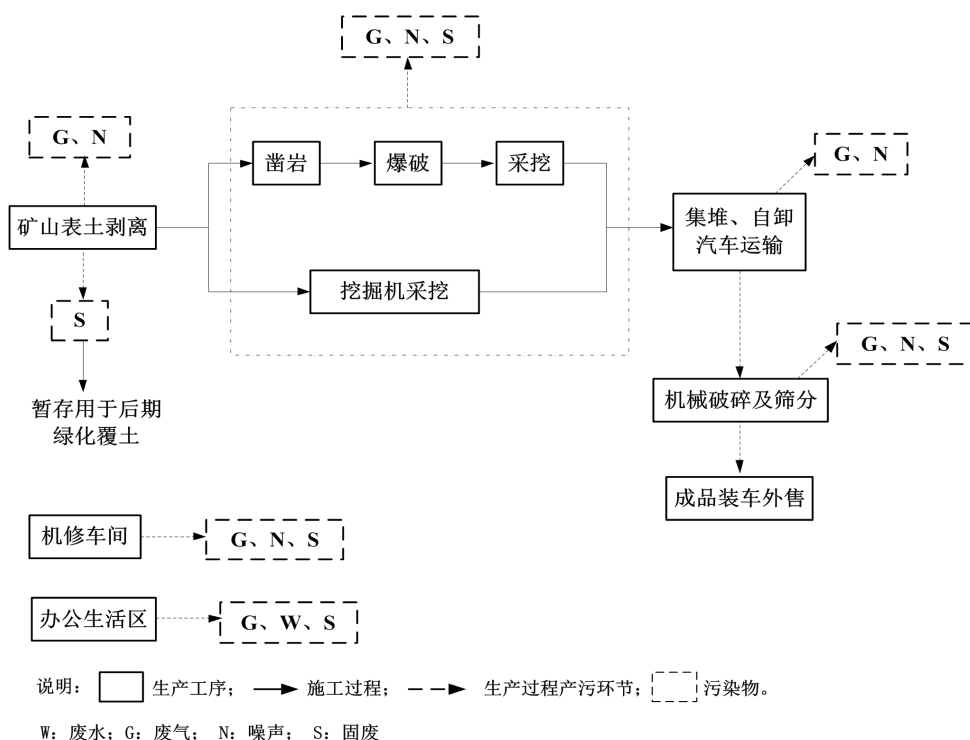 G、N、S
G、N
凿岩
爆破
采挖
G、N
矿山表土剥离
集堆、自卸
汽车运输
挖掘机采挖
S
G、N、S
暂存用于后期
绿化覆土
机械破碎及筛分
成品装车外售
机修车间
G、N、S
办公生活区
G、W、S
说明： 生产工序； 施工过程； 生产过程产污环节； 污染物。
W：废水；G：废气； N：噪声； S：固废